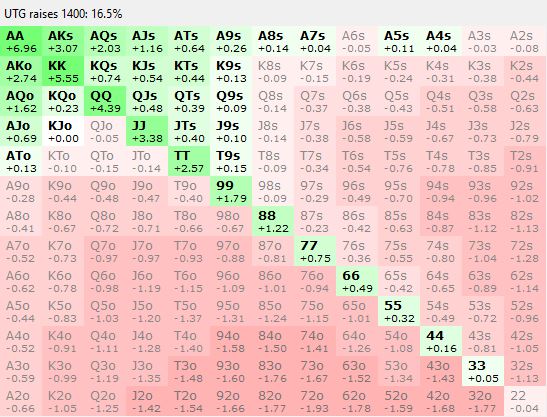 UTG raises 1400: 16.5%
AA AKs AQs AJs ATs A9s A8s A7s A6s A5s A4s A3s A2s
+6.96 +3.07 +2.03 +1.16 +0.64 +0.26 +0.14 +0.04 -0.05 +0.11 +0.04 -0.03 -0.08
AKo KK KQs KJs KTs K9s K8s K7s K6s K5s K4s K3s K2s
+2.74 +5.55 +0.74 +0.54 +0.44 +0.13 -0.09 -0.15 -0.19 -0.24 -0.31 -0.38 -0.44
AQo KQo QQ QJs QTs Q9s Q8s Q7s Q6s Q5s Q4s Q3s Q2s
+1.62 +0.23 +4.39 +0.48 +0.39 +0.09 -0.14 -0.37 -0.38 -0.43 -0.51 -0.58 -0.63
AJo KJo QJo JJ JTs J9s J8s J7s J6s J5s J4s J3s J2s
+0.69 +0.00 -0.05 +3.38 +0.40 +0.10 -0.14 -0.38 -0.58 -0.59 -0.67 -0.73 -0.79
ATo KTo QTo JTo TT T9s T8s T7s T6s T5s T4s T3s T2s
+0.13 -0.10 -0.15 -0.14 +2.57 +0.15 -0.09 -0.34 -0.54 -0.76 -0.78 -0.85 -0.91
A9o K9o Q9o J9o T9o 99 98s 97s 96s 95s 94s 93s 92s
-0.28 -0.44 -0.48 -0.47 -0.40 +1.79 -0.09 -0.29 -0.49 -0.70 -0.94 -0.96 -1.02
A8o K8o Q8o J8o T8o 98o 88 87s 86s 85s 84s 83s 82s
-0.41 -0.67 -0.72 -0.71 -0.66 -0.67 +1.22 -0.23 -0.42 -0.63 -0.87 -1.12 -1.13
A7o K7o Q7o J7o T7o 97o 87o 77 76s 75s 74s 73s 72s
-0.52 -0.73 -0.97 -0.97 -0.93 -0.88 -0.81 +0.75 -0.36 -0.55 -0.80 -1.04 -1.28
A6o K6o Q6o J6o T6o 96o 86o 76o 66 65s 64s 63s 62s
-0.62 -0.78 -0.98 -1.19 -1.15 -1.09 -1.01 -0.94 +0.49 -0.42 -0.65 -0.89 -1.14
A5o K5o Q5o J5o T5o 95o 85o 75o 65o 55 54s 53s 52s
-0.44 -0.83 -1.03 -1.20 -1.37 -1.31 -1.24 -1.15 -1.01 +0.32 -0.49 -0.72 -0.96
A4o K4o Q4o J4o T4o 94o 84o 74o 64o 54o 44 43s 42s
-0.52 -0.91 -1.11 -1.28 -1.40 -1.58 -1.50 -1.41 -1.26 -1.08 +0.16 -0.81 -1.05
A3o K3o Q3o J3o T3o 93o 83o 73o 63o 53o 43o 33 32s
-0.59 -0.99 -1.19 -1.35 -1.48 -1.60 -1.76 -1.67 -1.52 -1.34 -1.43 +0.05 -1.13
A2o K2o Q2o J2o T2o 92o 82o 72o 62o 52o 42o 32o 22
-0.66 -1.05 -1.25 -1.42 -1.54 -1.66 -1.77 -1.93 -1.78 -1.59 -1.68 -1.77 -0.04